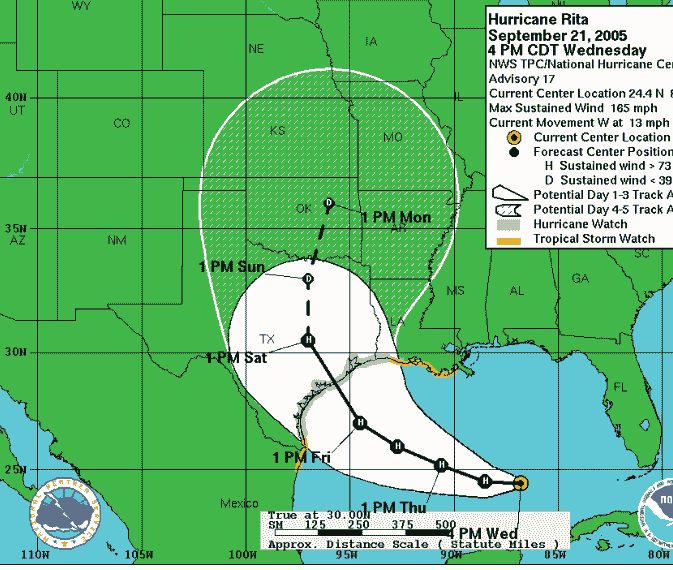 Hurricane Rita
September 21, 2005
4 PM CDT Wednesday
NWS TPC/National Hurricane Cen
Advisory 17
Current Center Location 24.4 N 8
Max Sustained Wind 165 mph
Current Movement W at 13 mph
Current Center Location
Forecast Center Position
H Sustained wind > 73
D Sustained wind < 39
Potential Day 1-3 Track A
Potential Day 4-5 Track A
Hurricane Watch
Tropical Storm Watch
WY
NE
IA
IL
40N
UT
CO
KS
MO
OK
D
1 PM Mon
AR
35N
AZ
NM
1 PM Sun
D
MS
AL
GA
SC
TX
H
LA
1 PM Sat
30N
FL
H
H
1 PM Fri
H
H
25N
Mexico
1 PM Thu
4 PM Wed
True at 30.00N
SM 125 250 375 500
Approx. Distance Scale ( Statute Miles )
110W 105W 100W 95W 90W 85W 80W